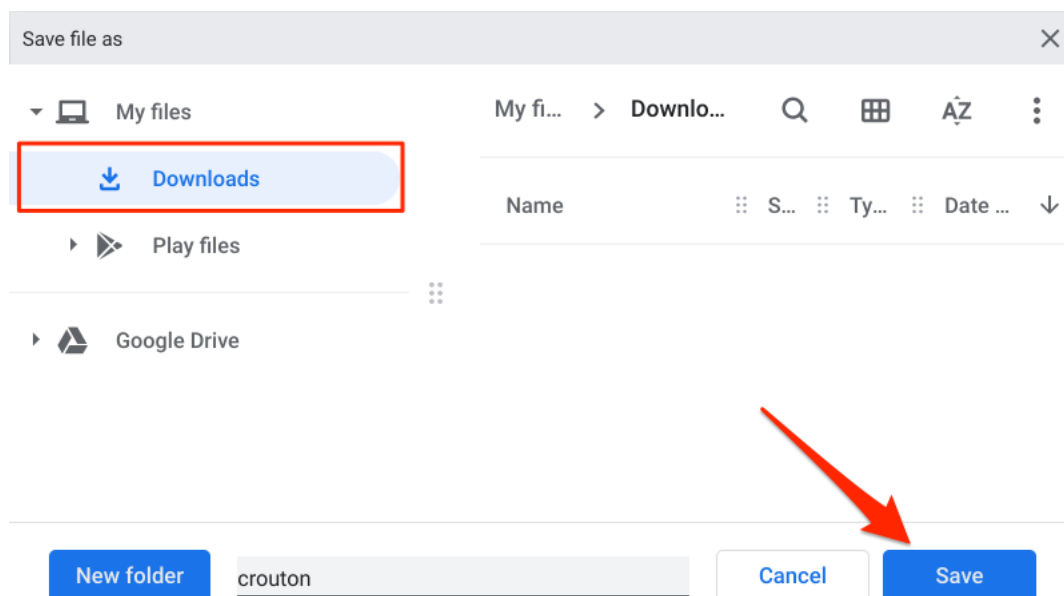 Save file as
My files
Downloads
Play files
Google Drive
My fi... > Downlo... AZ
Name S... Ty... Date ...
New folder crouton Cancel Save